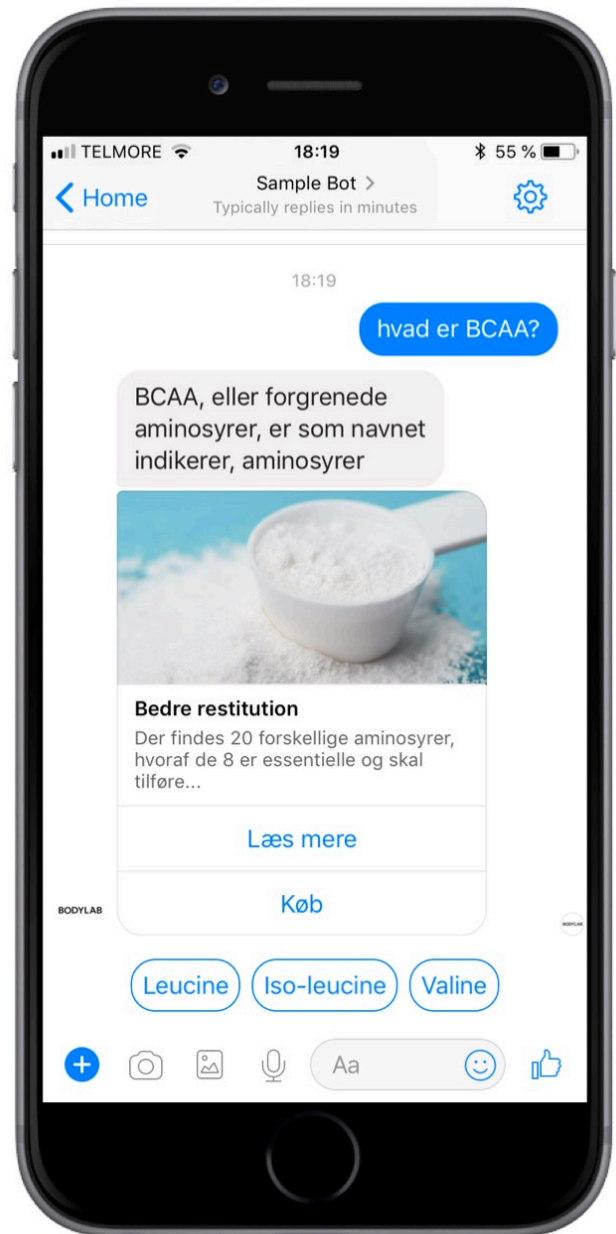 TELMORE 18:19 55 %
Home
Sample Bot >
Typically replies in minutes
18:19
hvad er BCAA?
BCAA, eller forgrenede
aminosyrer, er som navnet
indikerer, aminosyrer
Bedre restitution
Der findes 20 forskellige aminosyrer,
hvoraf de 8 er essentielle og skal
tilføre...
Læs mere
Køb
BODYLAB
BODYLAB
Leucine Iso-leucine Valine
Aa